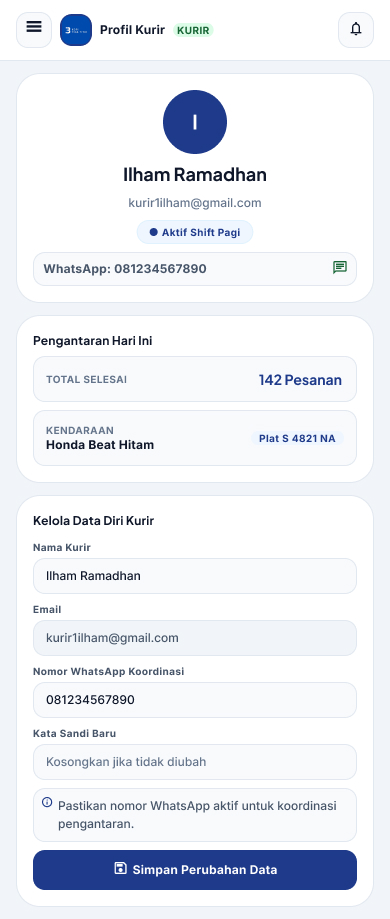 Profil Kurir KURIR
I
Ilham Ramadhan
kurir1ilham@gmail.com
Aktif Shift Pagi
WhatsApp: 081234567890
Pengantaran Hari Ini
TOTAL SELESAI 142 Pesanan
KENDARAAN
Honda Beat Hitam Plat S 4821 NA
Kelola Data Diri Kurir
Nama Kurir
Ilham Ramadhan
Email
kurir1ilham@gmail.com
Nomor WhatsApp Koordinasi
081234567890
Kata Sandi Baru
Kosongkan jika tidak diubah
Pastikan nomor WhatsApp aktif untuk koordinasi
pengantaran.
Simpan Perubahan Data